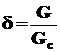 δ = G / G_c